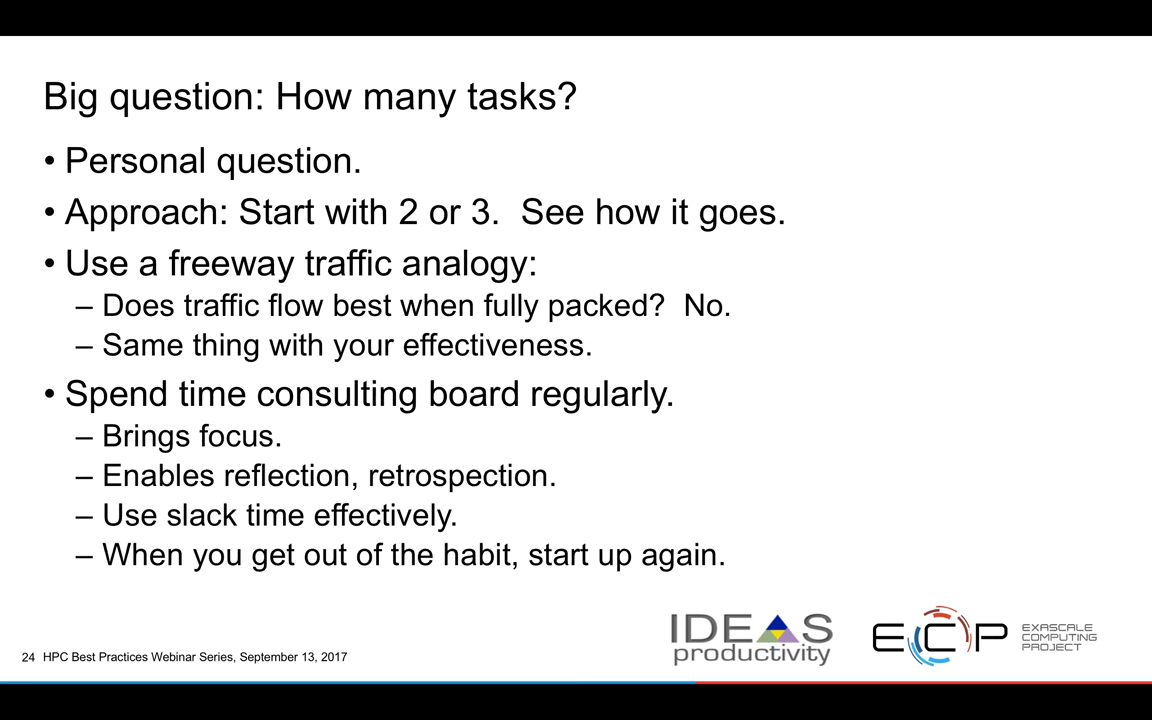 Big question: How many tasks?
• Personal question.
• Approach: Start with 2 or 3.  See how it goes.
• Use a freeway traffic analogy:
– Does traffic flow best when fully packed?  No.
– Same thing with your effectiveness.
• Spend time consulting board regularly.
– Brings focus.
– Enables reflection, retrospection.
– Use slack time effectively.
– When you get out of the habit, start up again.
24 HPC Best Practices Webinar Series, September 13, 2017
IDEAS
productivity
ECP
EXASCALE
COMPUTING
PROJECT